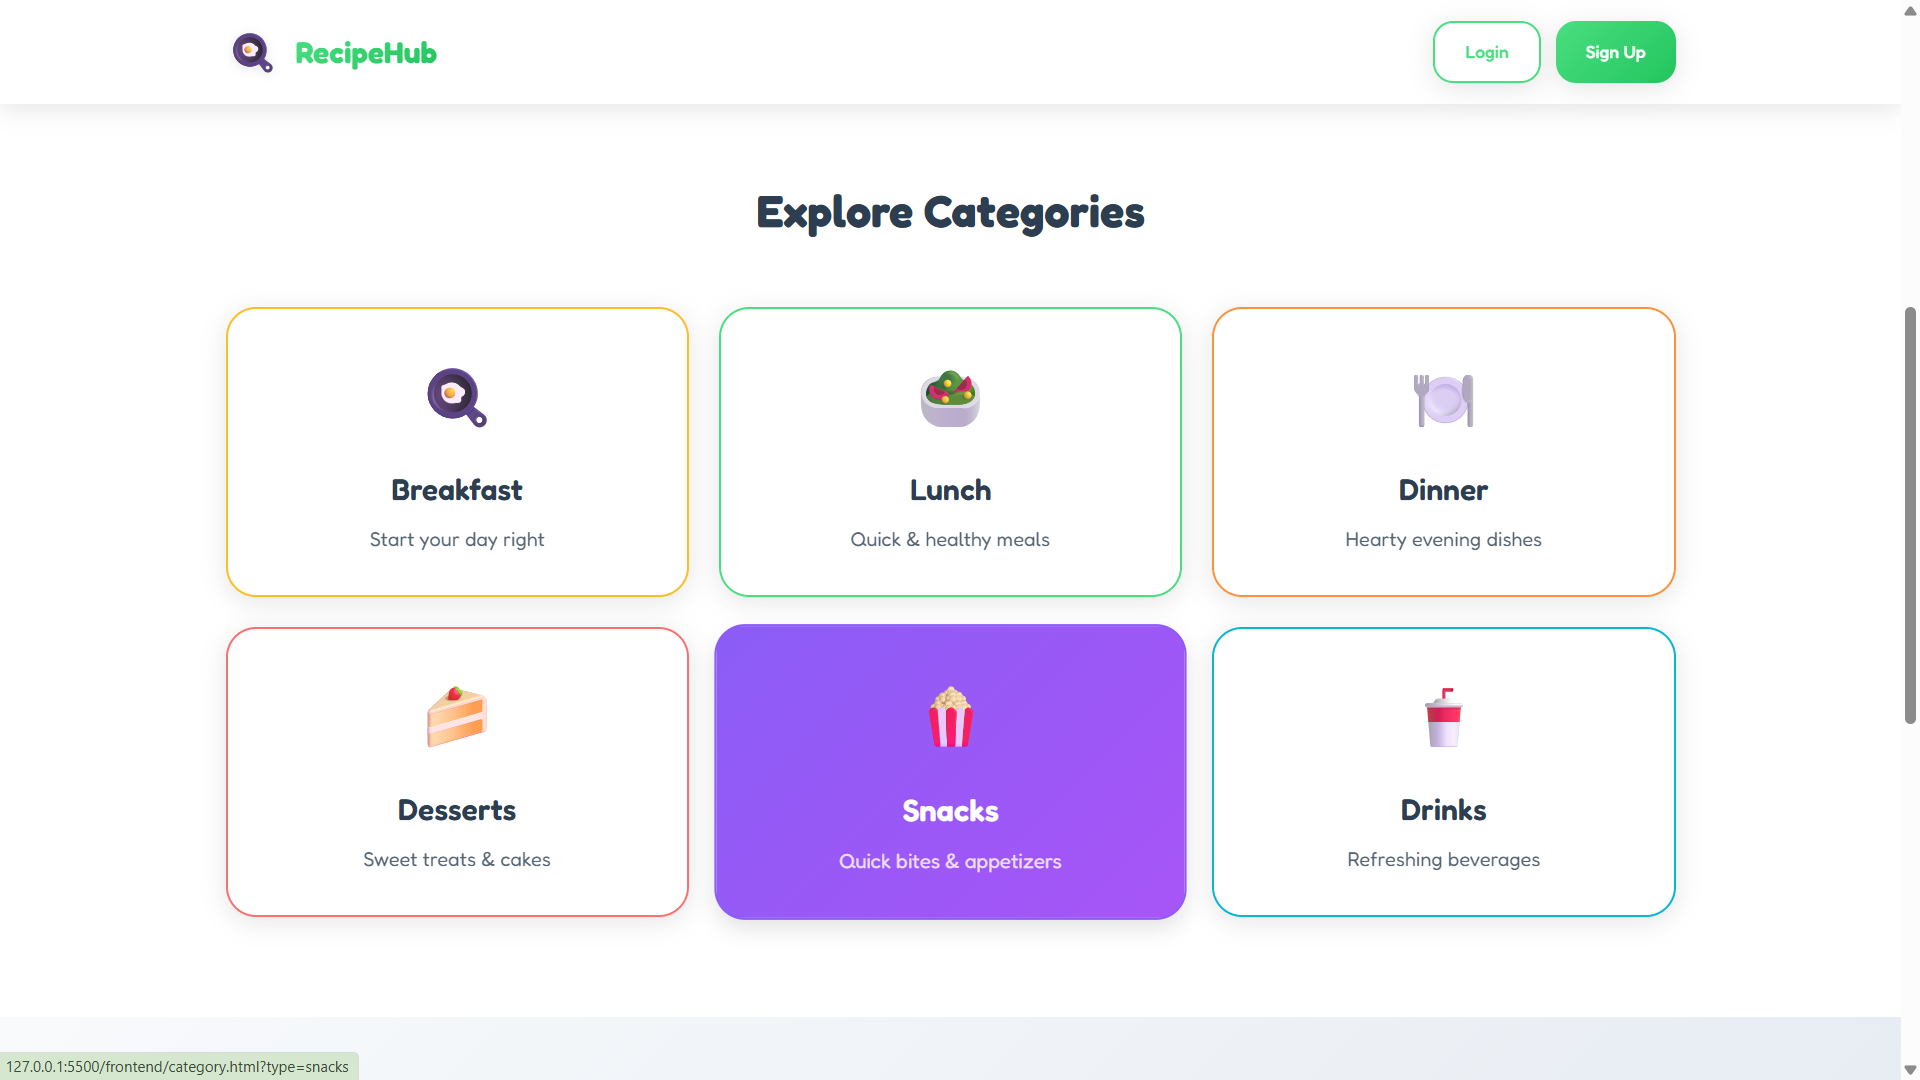 RecipeHub
Login
Sign Up
Explore Categories
Breakfast
Start your day right
Lunch
Quick & healthy meals
Dinner
Hearty evening dishes
Desserts
Sweet treats & cakes
Snacks
Quick bites & appetizers
Drinks
Refreshing beverages
127.0.0.1:5500/frontend/category.html?type=snacks